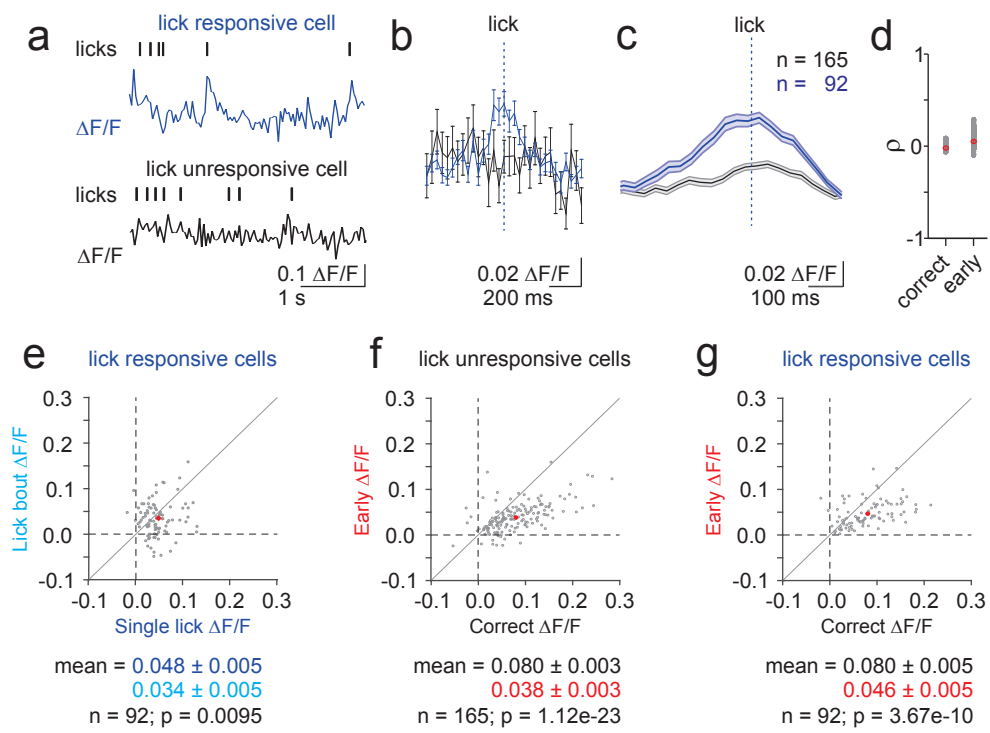 a
lick responsive cell
licks
ΔF/F
lick unresponsive cell
licks
ΔF/F
0.1 ΔF/F
1 s
b
lick
0.02 ΔF/F
200 ms
c
lick
n = 165
n = 92
0.02 ΔF/F
100 ms
d
1
0
-1
ρ
correct
early
e
lick responsive cells
Lick bout ΔF/F
0.3
0.2
0.1
0.0
-0.1
-0.1 0.0 0.1 0.2 0.3
Single lick ΔF/F
mean = 0.048 ± 0.005
0.034 ± 0.005
n = 92; p = 0.0095
f
lick unresponsive cells
Early ΔF/F
0.3
0.2
0.1
0.0
-0.1
-0.1 0.0 0.1 0.2 0.3
Correct ΔF/F
mean = 0.080 ± 0.003
0.038 ± 0.003
n = 165; p = 1.12e-23
g
lick responsive cells
Early ΔF/F
0.3
0.2
0.1
0.0
-0.1
-0.1 0.0 0.1 0.2 0.3
Correct ΔF/F
mean = 0.080 ± 0.005
0.046 ± 0.005
n = 92; p = 3.67e-10